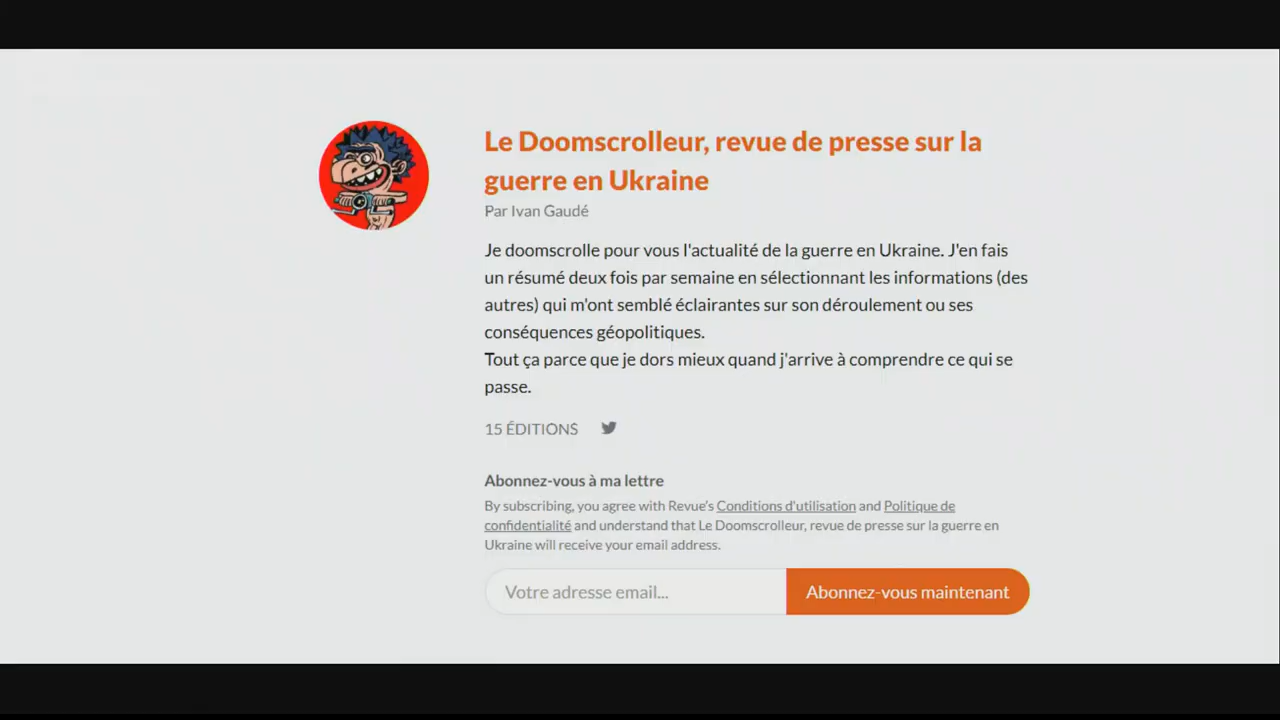 Le Doomscrolleur, revue de presse sur la
guerre en Ukraine
Par Ivan Gaudé
Je doomscrolle pour vous l'actualité de la guerre en Ukraine. J'en fais
un résumé deux fois par semaine en sélectionnant les informations (des
autres) qui m'ont semblé éclairantes sur son déroulement ou ses
conséquences géopolitiques.
Tout ça parce que je dors mieux quand j'arrive à comprendre ce qui se
passe.
15 ÉDITIONS
Abonnez-vous à ma lettre
By subscribing, you agree with Revue's Conditions d'utilisation and Politique de
confidentialité and understand that Le Doomscrolleur, revue de presse sur la guerre en
Ukraine will receive your email address.
Votre adresse email... Abonnez-vous maintenant